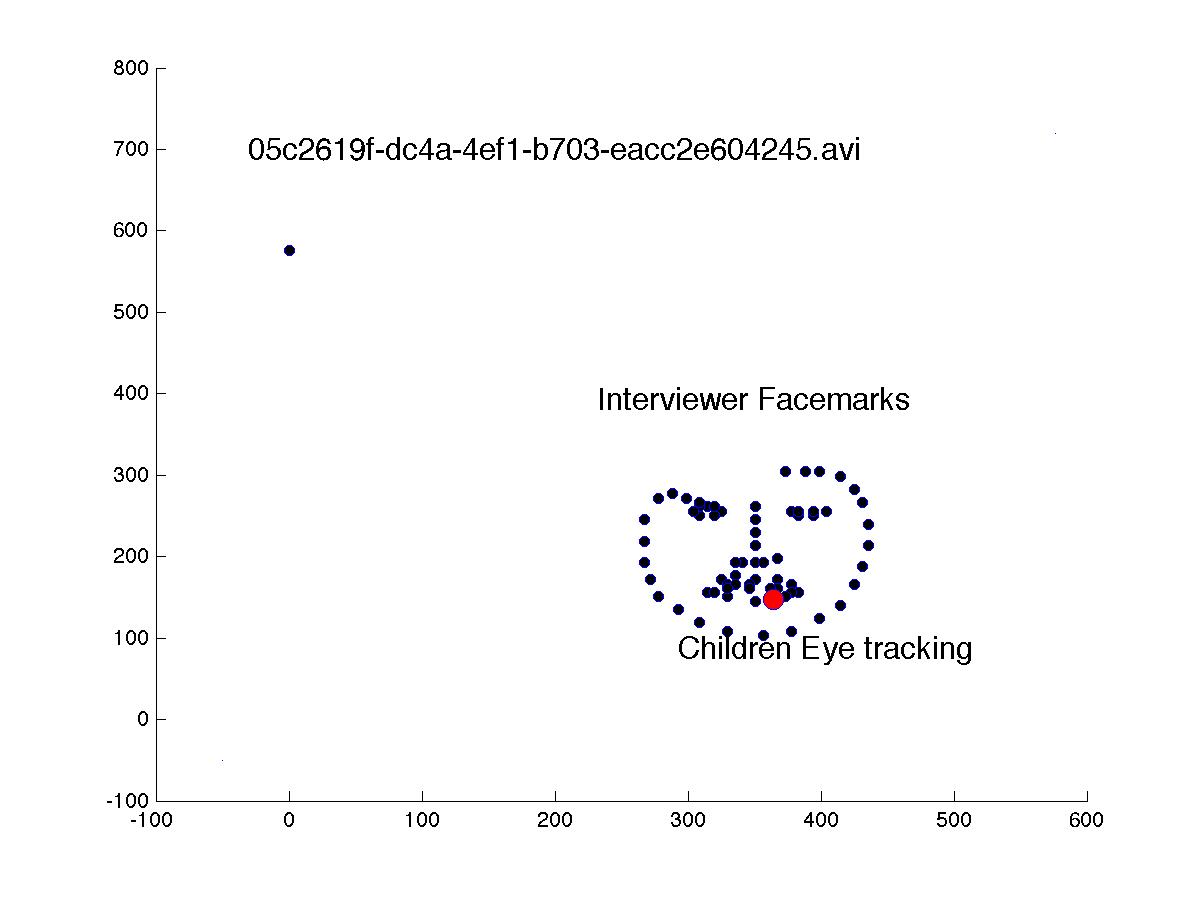 800
700
05c2619f-dc4a-4ef1-b703-eacc2e604245.avi
600
500
400
Interviewer Facemarks
300
200
100
Children Eye tracking
0
-100
-100 0 100 200 300 400 500 600